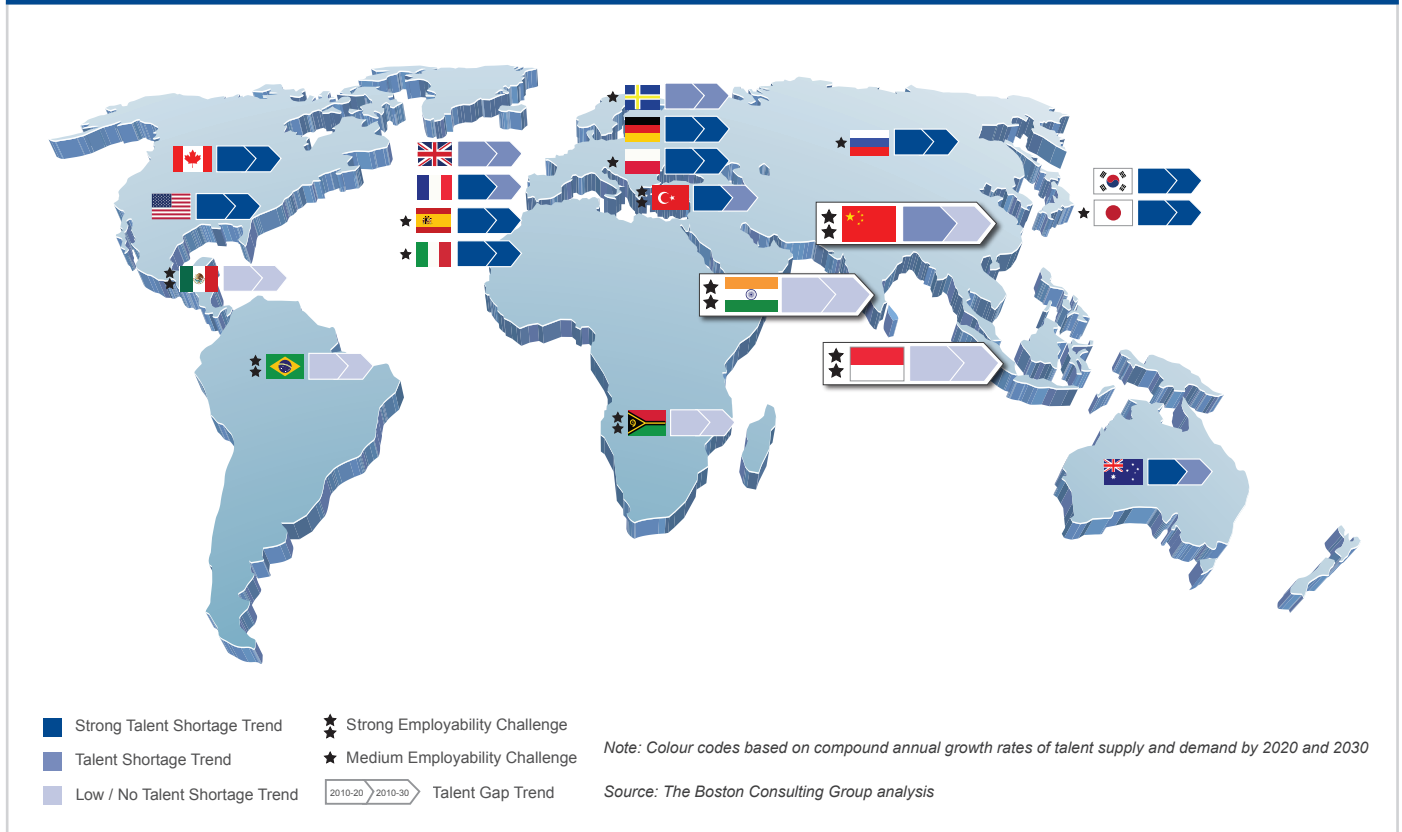 Strong Talent Shortage Trend
Talent Shortage Trend
Low / No Talent Shortage Trend
Strong Employability Challenge
Medium Employability Challenge
2010-20 2010-30 Talent Gap Trend
Note: Colour codes based on compound annual growth rates of talent supply and demand by 2020 and 2030
Source: The Boston Consulting Group analysis